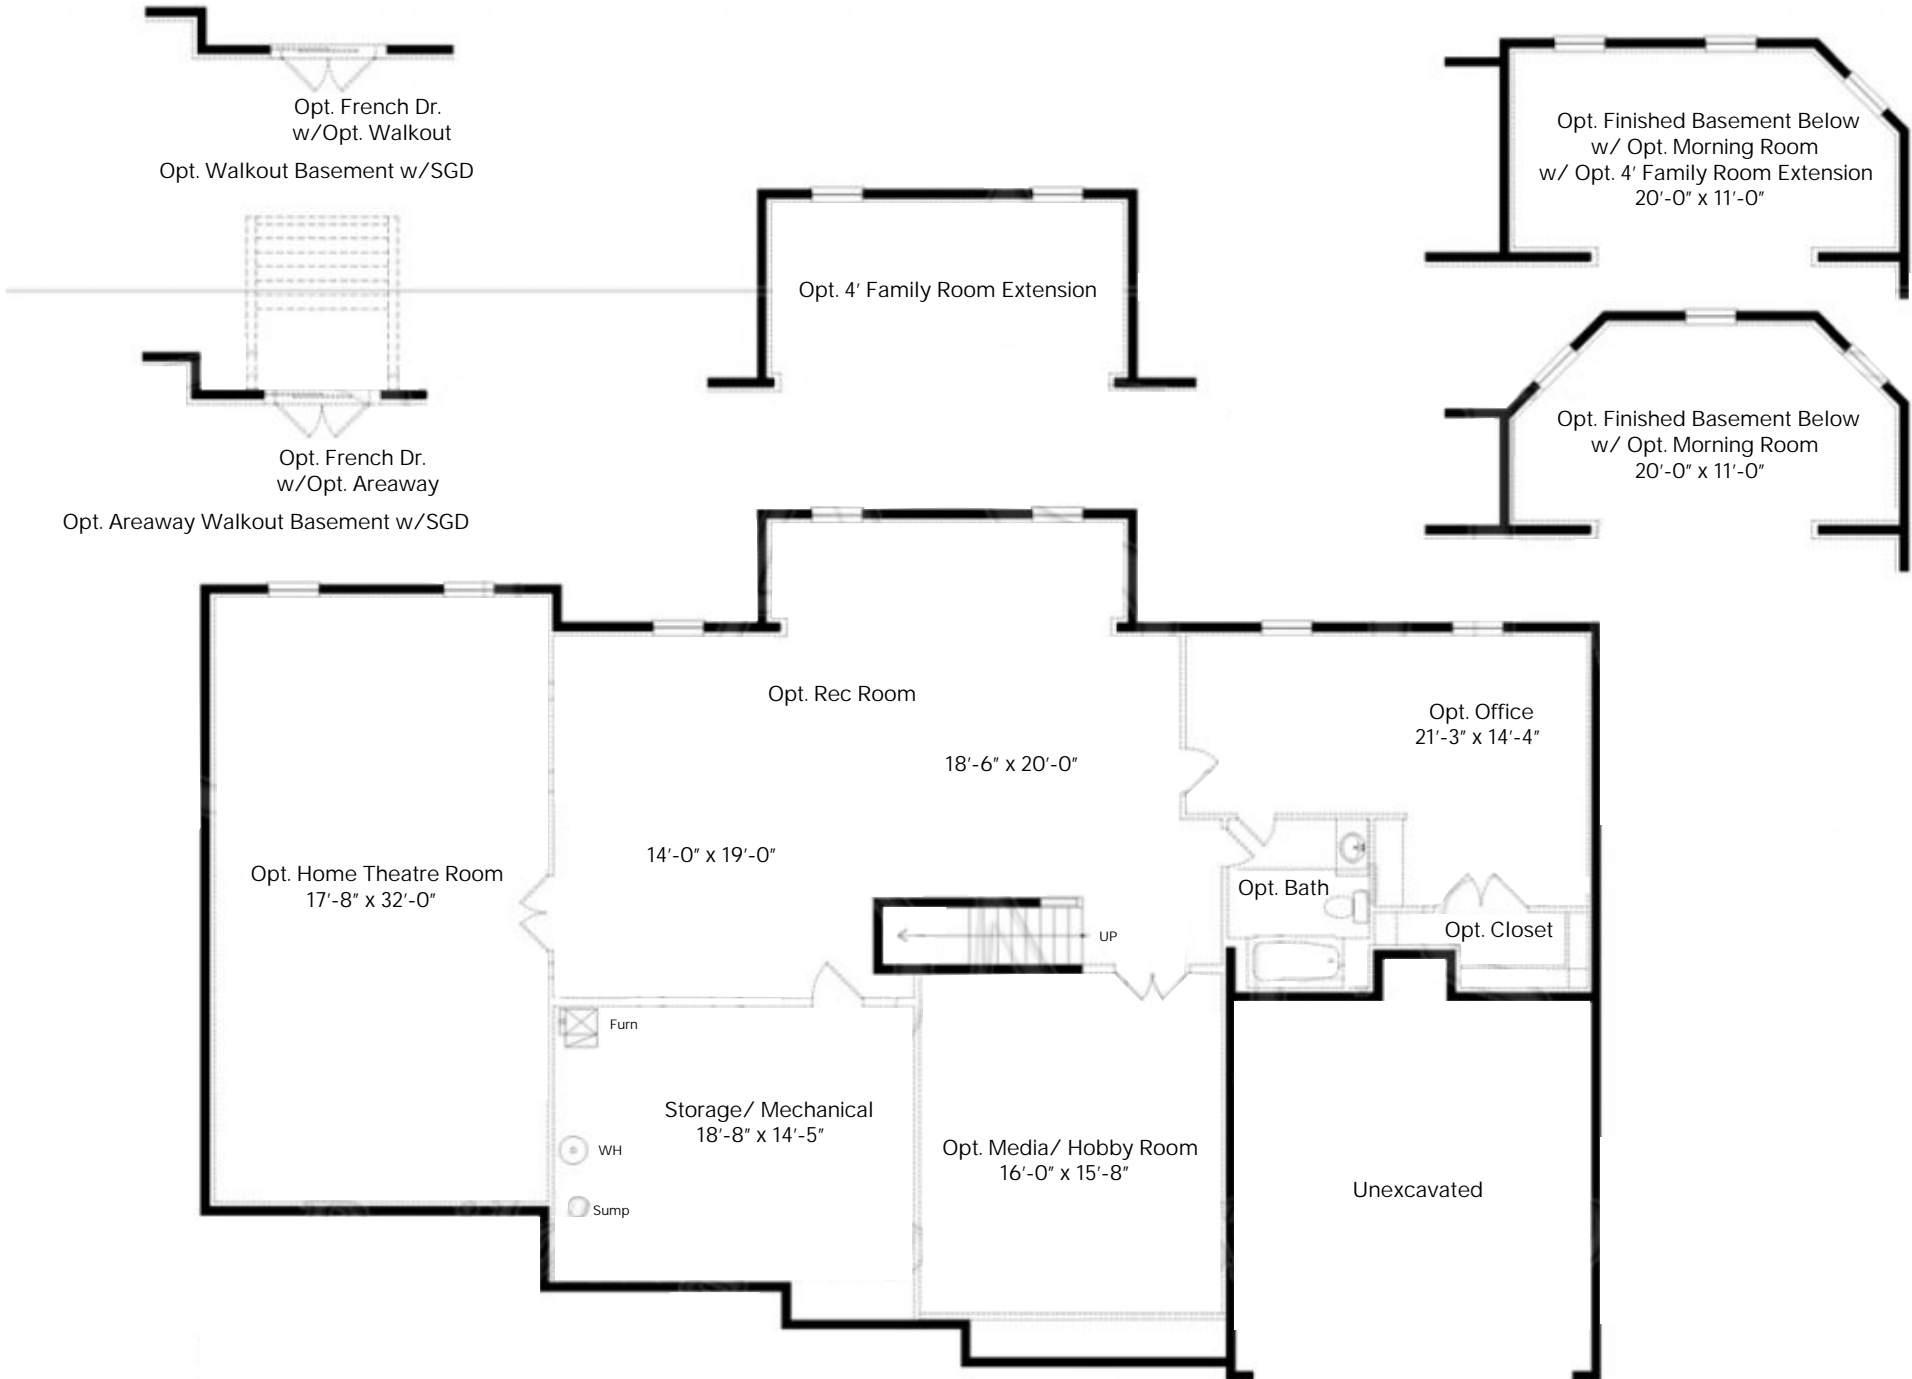 Opt. French Dr.
w/Opt. Walkout
Opt. Walkout Basement w/SGD
Opt. Finished Basement Below
w/ Opt. Morning Room
w/ Opt. 4' Family Room Extension
20'-0" x 11'-0"
Opt. 4' Family Room Extension
Opt. French Dr.
w/Opt. Areaway
Opt. Areaway Walkout Basement w/SGD
Opt. Finished Basement Below
w/ Opt. Morning Room
20'-0" x 11'-0"
Opt. Rec Room
18'-6" x 20'-0"
14'-0" x 19'-0"
Opt. Office
21'-3" x 14'-4"
Opt. Home Theatre Room
17'-8" x 32'-0"
Opt. Bath
Opt. Closet
UP
Furn
Storage/ Mechanical
18'-8" x 14'-5"
WH
Sump
Opt. Media/ Hobby Room
16'-0" x 15'-8"
Unexcavated